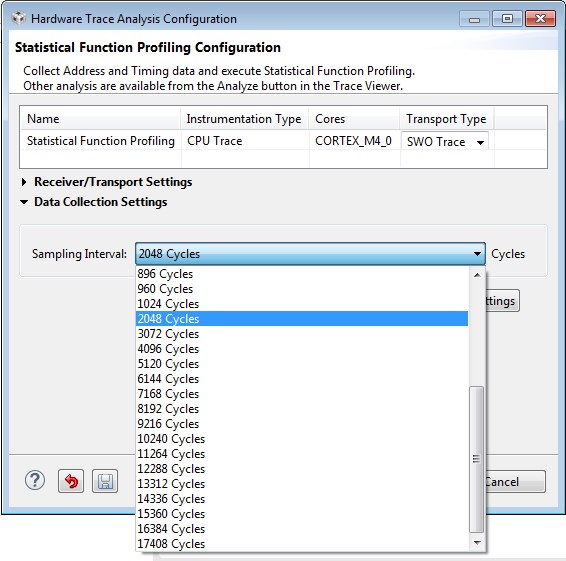 Hardware Trace Analysis Configuration
Statistical Function Profiling Configuration
Collect Address and Timing data and execute Statistical Function Profiling.
Other analysis are available from the Analyze button in the Trace Viewer.
Name Instrumentation Type Cores Transport Type
Statistical Function Profiling CPU Trace CORTEX_M4_0 SWO Trace
Receiver/Transport Settings
Data Collection Settings
Sampling Interval: 2048 Cycles Cycles
896 Cycles
960 Cycles
1024 Cycles
2048 Cycles
3072 Cycles
4096 Cycles
5120 Cycles
6144 Cycles
7168 Cycles
8192 Cycles
9216 Cycles
10240 Cycles
11264 Cycles
12288 Cycles
13312 Cycles
14336 Cycles
15360 Cycles
16384 Cycles
17408 Cycles
ttings
Cancel